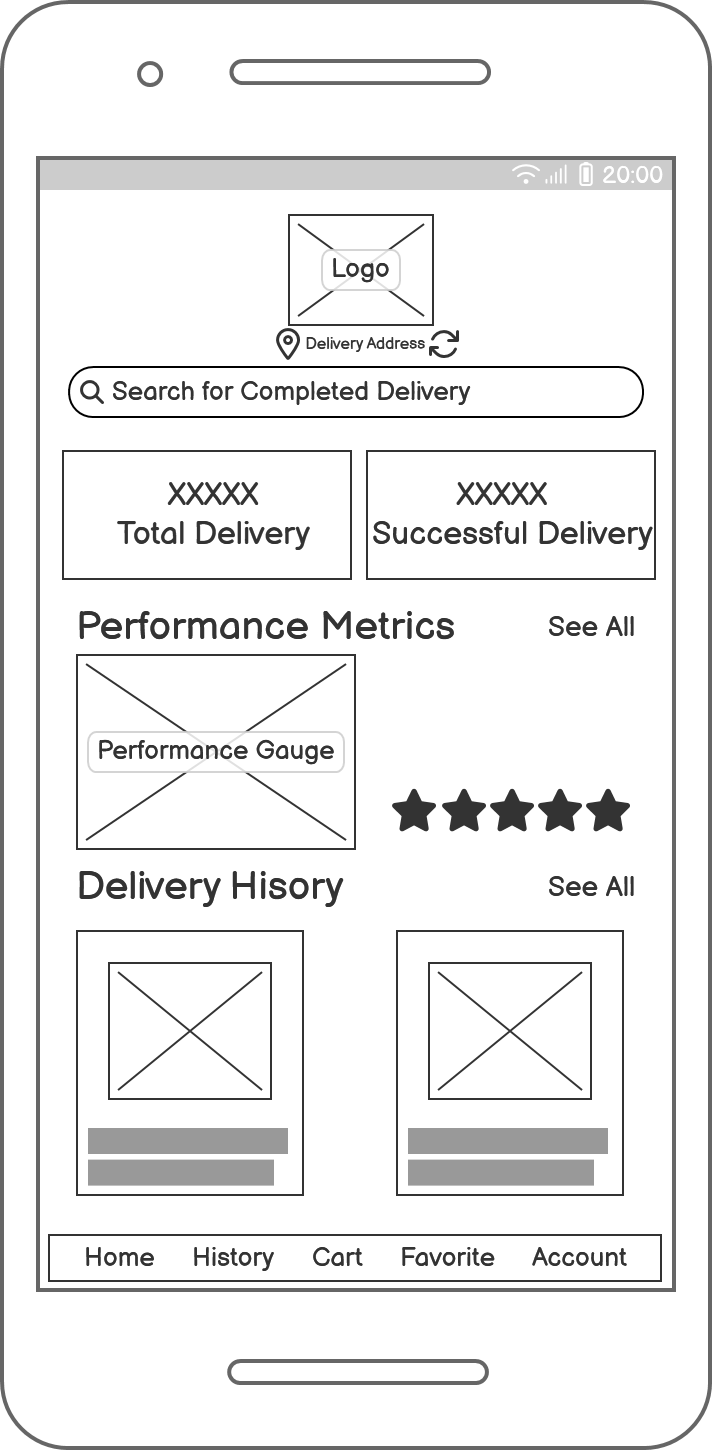 20:00
Logo
Delivery Address
Search for Completed Delivery
XXXXX
Total Delivery
XXXXX
Successful Delivery
Performance Metrics
See All
Performance Gauge
Delivery Hisory
See All
Home History Cart Favorite Account